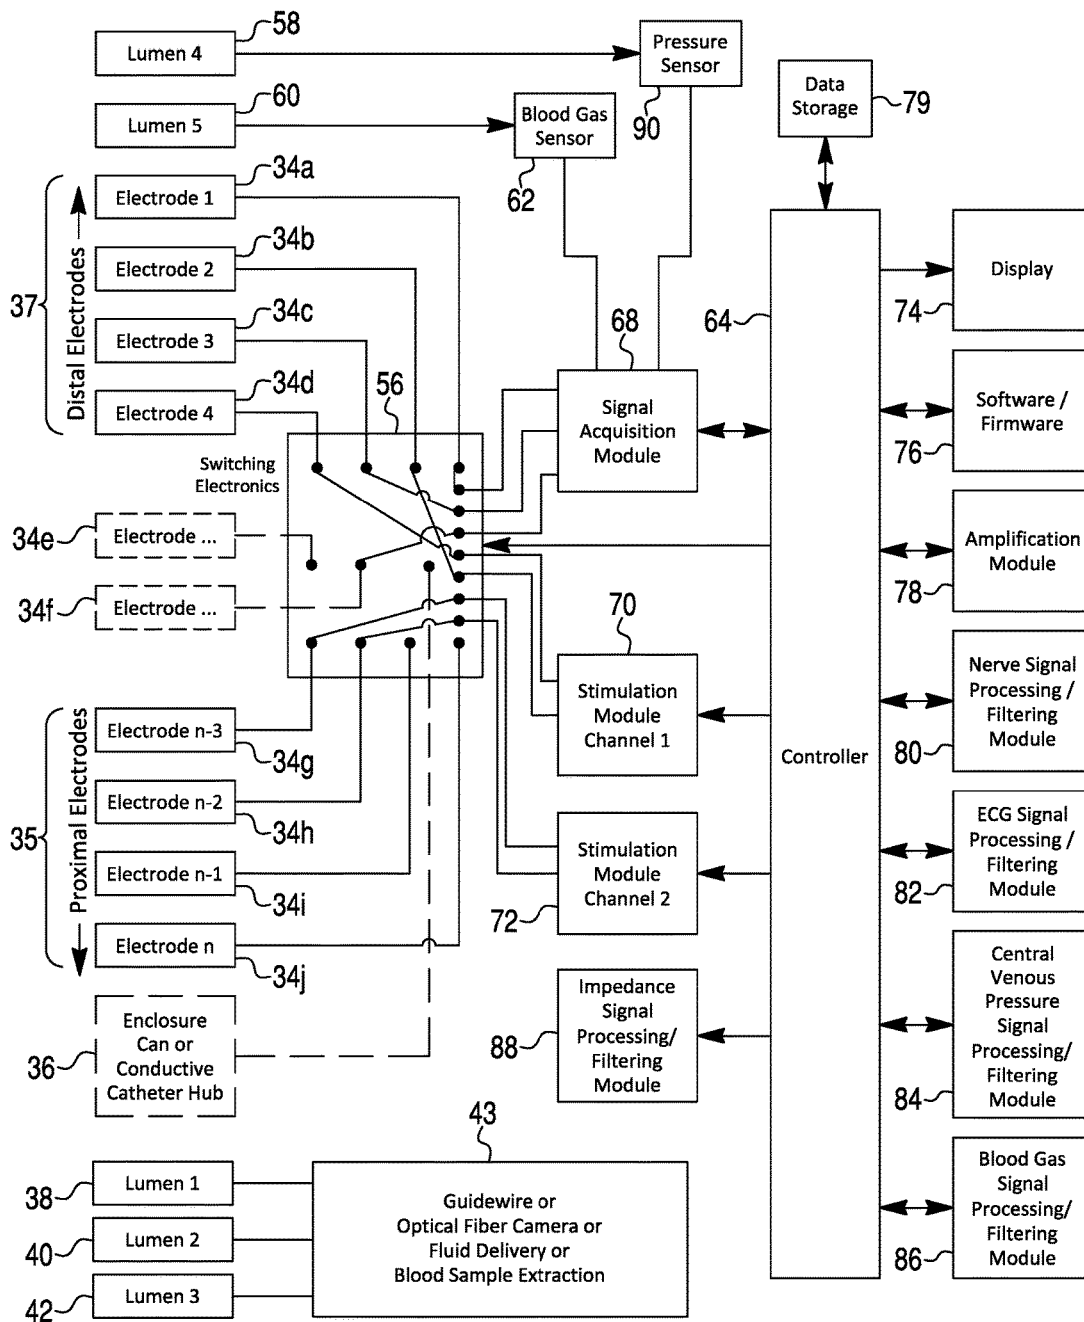 58
Lumen 4
Pressure
Sensor
90
60
Lumen 5
Blood Gas
Sensor
62
Data
Storage
79
37
Distal Electrodes
34a
Electrode 1
34b
Electrode 2
34c
Electrode 3
34d
Electrode 4
56
Switching
Electronics
34e
Electrode ...
34f
Electrode ...
68
Signal
Acquisition
Module
64
Controller
Display
74
Software /
Firmware
76
Amplification
Module
78
70
Stimulation
Module
Channel 1
Nerve Signal
Processing /
Filtering Module
80
35
Proximal Electrodes
Electrode n-3
34g
Electrode n-2
34h
Electrode n-1
34i
Electrode n
34j
Stimulation
Module
Channel 2
72
ECG Signal
Processing /
Filtering Module
82
Enclosure
Can or
Conductive
Catheter Hub
36
Impedance
Signal
Processing/
Filtering
Module
88
Central
Venous
Pressure
Signal
Processing/
Filtering
Module
84
43
Lumen 1
38
Lumen 2
40
Lumen 3
42
Guidewire or
Optical Fiber Camera or
Fluid Delivery or
Blood Sample Extraction
Blood Gas
Signal
Processing/
Filtering
Module
86